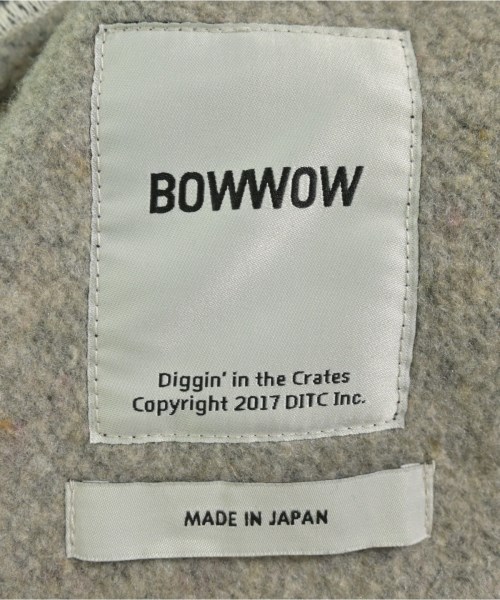 BOWWOW
Diggin' in the Crates
Copyright 2017 DITC Inc.
MADE IN JAPAN